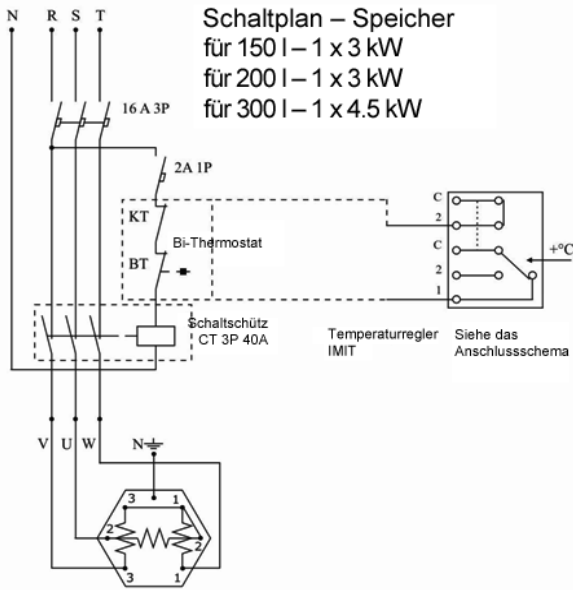 N R S T
Schaltplan – Speicher
für 150 l – 1 x 3 kW
für 200 l – 1 x 3 kW
für 300 l – 1 x 4.5 kW
16 A 3P
2A 1P
KT
Bi-Thermostat
BT
Schaltschütz
CT 3P 40A
C
2
C
2
1
+°C
Temperaturregler
IMIT
Siehe das
Anschlussschema
V U W N
3 1
2 2
3 1